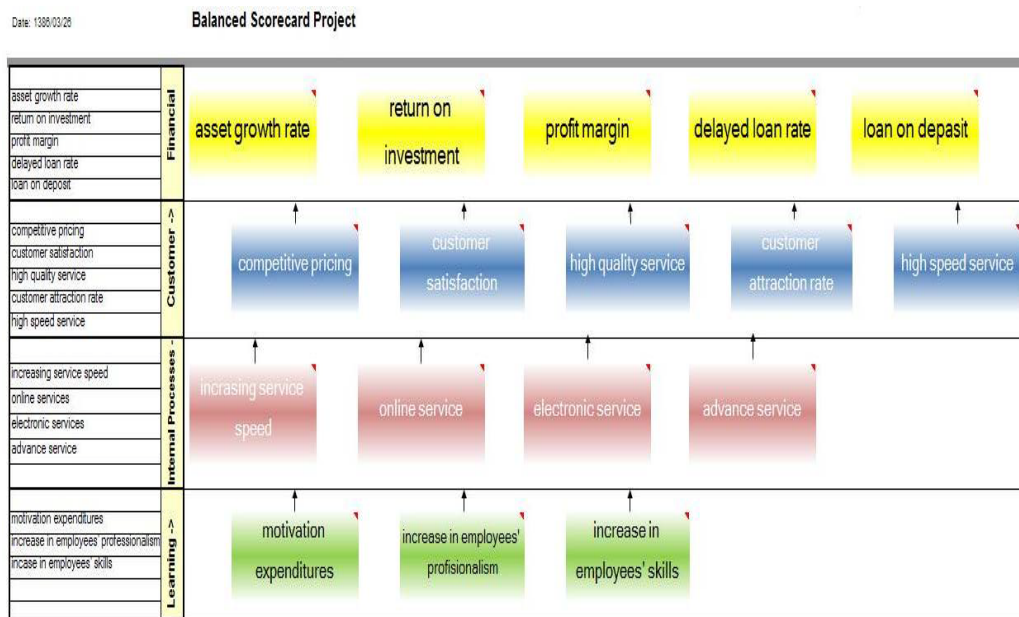 Date: 1386/03/26
Balanced Scorecard Project
asset growth rate
return on investment
profit margin
delayed loan rate
loan on deposit
Financial
asset growth rate
return on
investment
profit margin
delayed loan rate
loan on depasit
competitive pricing
customer satisfaction
high quality service
customer attraction rate
high speed service
Customer ->
competitive pricing
customer
satisfaction
high quality service
customer
attraction rate
high speed service
increasing service speed
online services
electronic services
advance service
Internal Processes -
incrasing service
speed
online service
electronic service
advance service
motivation expenditures
increase in employees' professionalism
incase in employees' skills
Learning ->
motivation
expenditures
increase in employees'
profisionalism
increase in
employees' skills